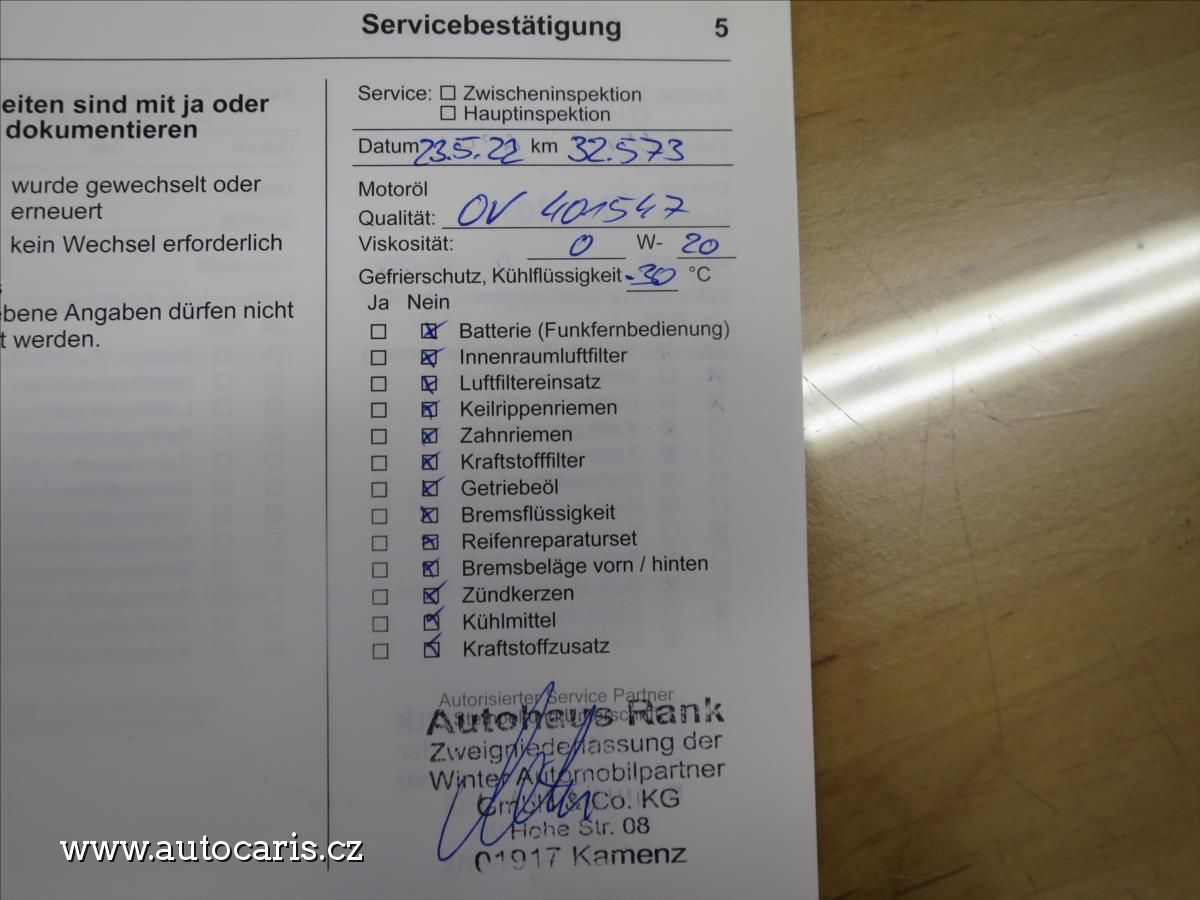 Servicebestätigung 5
eiten sind mit ja oder
dokumentieren
wurde gewechselt oder
erneuert
kein Wechsel erforderlich
ebene Angaben dürfen nicht
t werden.
Service: ☐ Zwischeninspektion
☐ Hauptinspektion
Datum 23.5.22 km 32.573
Motoröl
Qualität: OV 401547
Viskosität: 0 W- 20
Gefrierschutz, Kühlflüssigkeit -30 °C
Ja Nein
☐ ☒ Batterie (Funkfernbedienung)
☐ ☒ Innenraumluftfilter
☐ ☒ Luftfiltereinsatz
☐ ☒ Keilrippenriemen
☐ ☒ Zahnriemen
☐ ☒ Kraftstofffilter
☐ ☒ Getriebeöl
☐ ☒ Bremsflüssigkeit
☐ ☒ Reifenreparaturset
☐ ☒ Bremsbeläge vorn / hinten
☐ ☒ Zündkerzen
☐ ☒ Kühlmittel
☐ ☒ Kraftstoffzusatz
Autorisierter Service Partner
Autohaus Rank
Zweigniederlassung der
Winter Automobilpartner
GmbH & Co. KG
Hohe Str. 08
01917 Kamenz
www.autocaris.cz